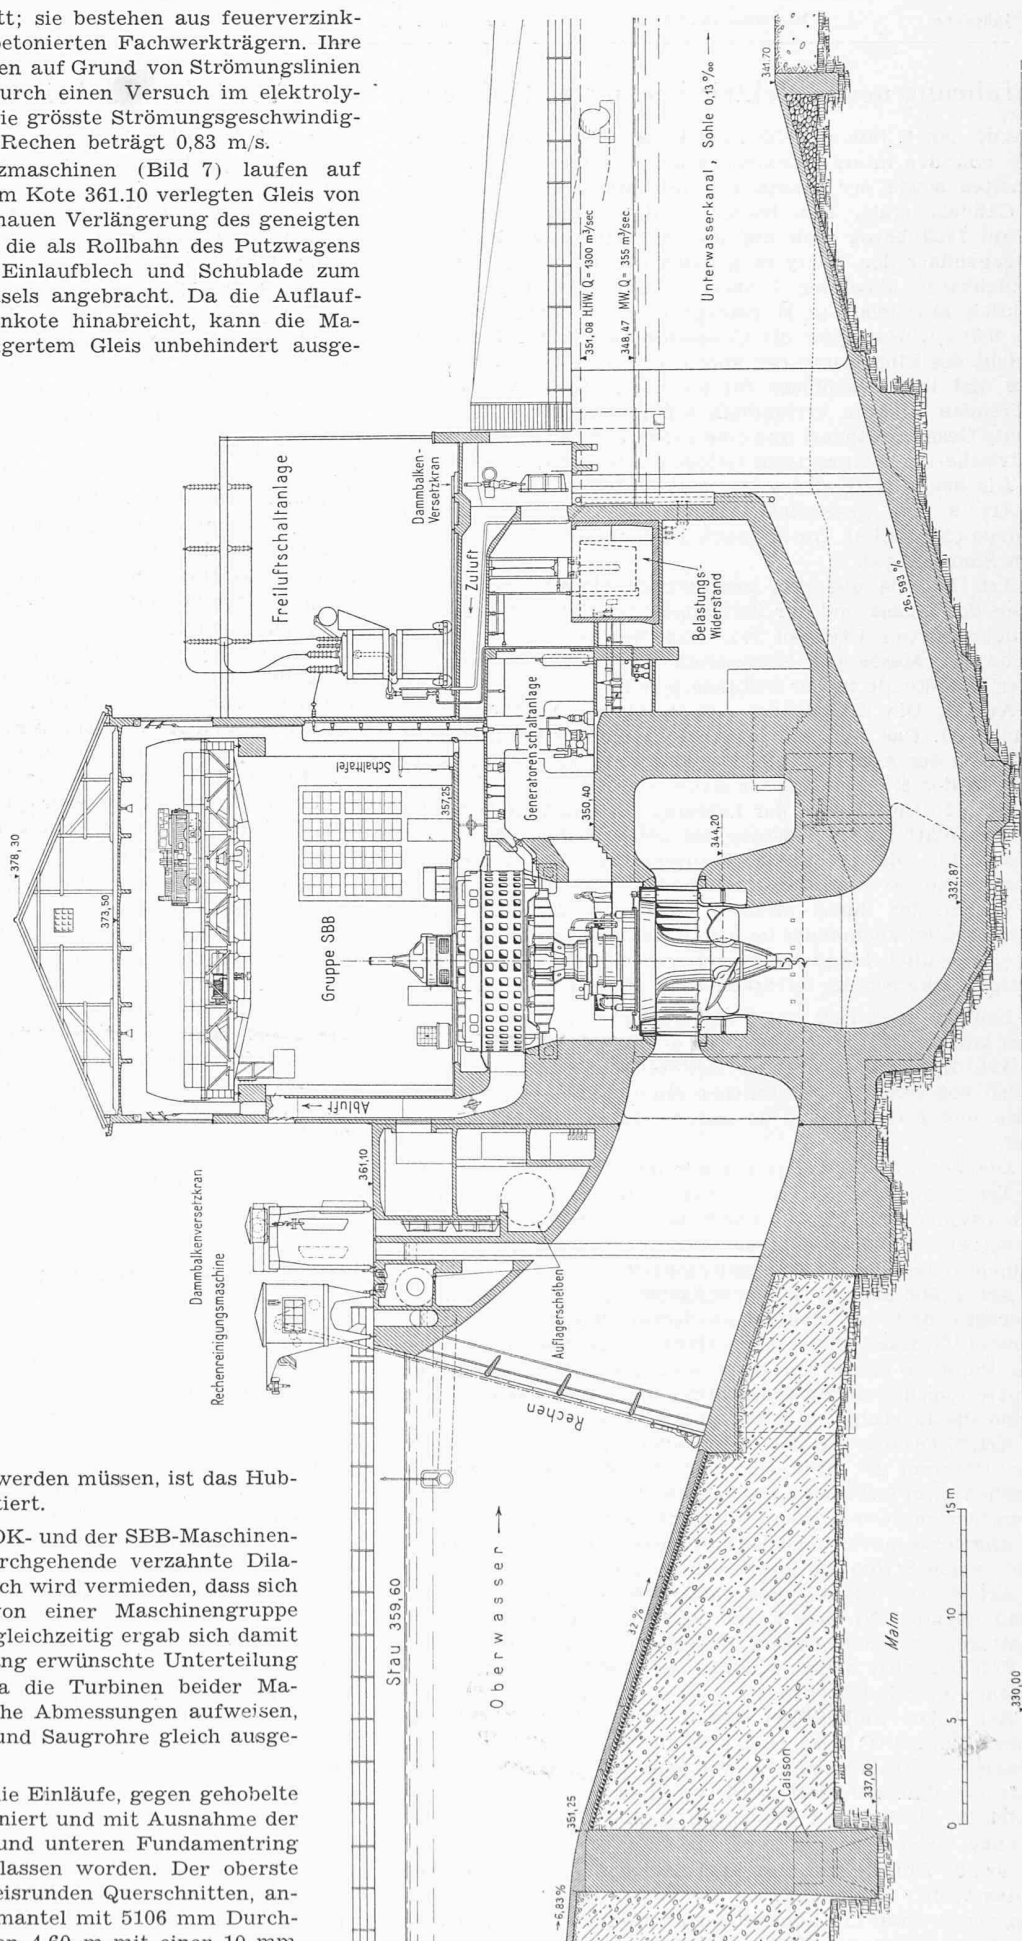 tt; sie bestehen aus feuerverzink-
betonierten Fachwerkträgern. Ihre
en auf Grund von Strömungslinien
urch einen Versuch im elektroly-
ie grösste Strömungsgeschwindig-
Rechen beträgt 0,83 m/s.
zmaschinen (Bild 7) laufen auf
m Kote 361.10 verlegten Gleis von
nauen Verlängerung des geneigten
die als Rollbahn des Putzwagens
Einlaufblech und Schublade zum
sels angebracht. Da die Auflauf-
nkote hinabreicht, kann die Ma-
gertem Gleis unbehindert ausge-
werden müssen, ist das Hub-
tiert.
OK- und der SBB-Maschinen-
rchgehende verzahnte Dila-
ch wird vermieden, dass sich
von einer Maschinengruppe
gleichzeitig ergab sich damit
ng erwünschte Unterteilung
a die Turbinen beider Ma-
he Abmessungen aufweisen,
und Saugrohre gleich ausge-
die Einläufe, gegen gehobelte
niert und mit Ausnahme der
und unteren Fundamentring
lassen worden. Der oberste
eisrunden Querschnitten, an-
mantel mit 5106 mm Durch-
en 4,60 m mit einer 10 mm
341.70
Unterwasserkanal, Sohle 0,13 ‰
351,08 H.HW. Q = 1300 m³/sec
348,47 MW. Q = 355 m³/sec
Freiluftschaltanlage
Dammbalken-
Versetzkran
Zuluft
Belastungs-
Widerstand
26,593 %
Generatorenschaltanlage
Schalttafel
357,25
350,40
344,20
332,87
378,30
373,50
Gruppe SBB
Abluft
361,10
Dammbalkenversetzkran
Rechenreinigungsmaschine
Auflagerscheiben
Rechen
Stau 359,60
Oberwasser
32 %
Malm
0 5 10 15 m
330,00
Caisson
337,00
351,25
6,83 %